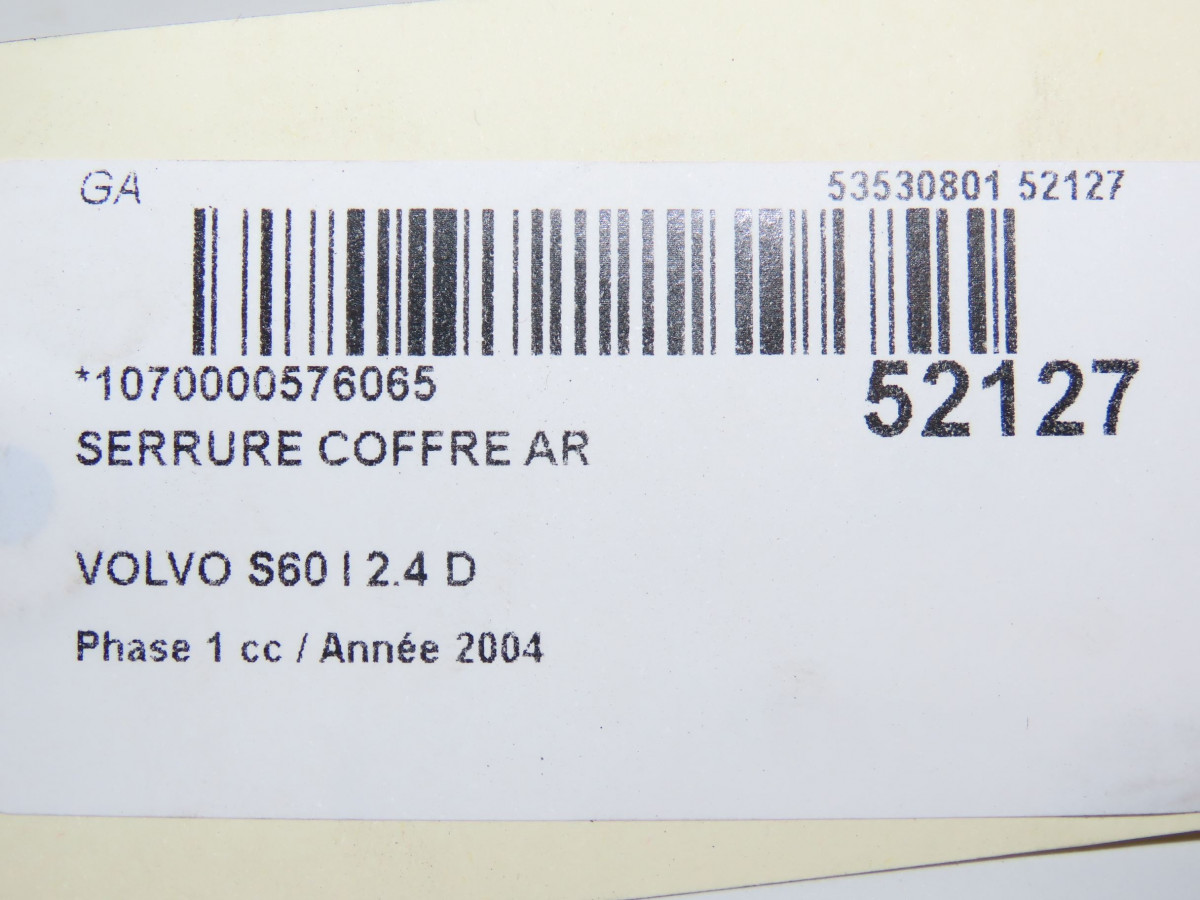 GA 53530801 52127
*1070000576065 52127
SERRURE COFFRE AR
VOLVO S60 I 2.4 D
Phase 1 cc / Année 2004